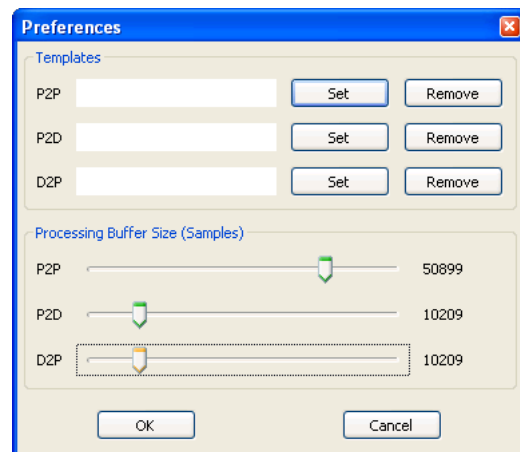 Preferences
Templates
P2P Set Remove
P2D Set Remove
D2P Set Remove
Processing Buffer Size (Samples)
P2P 50899
P2D 10209
D2P 10209
OK Cancel